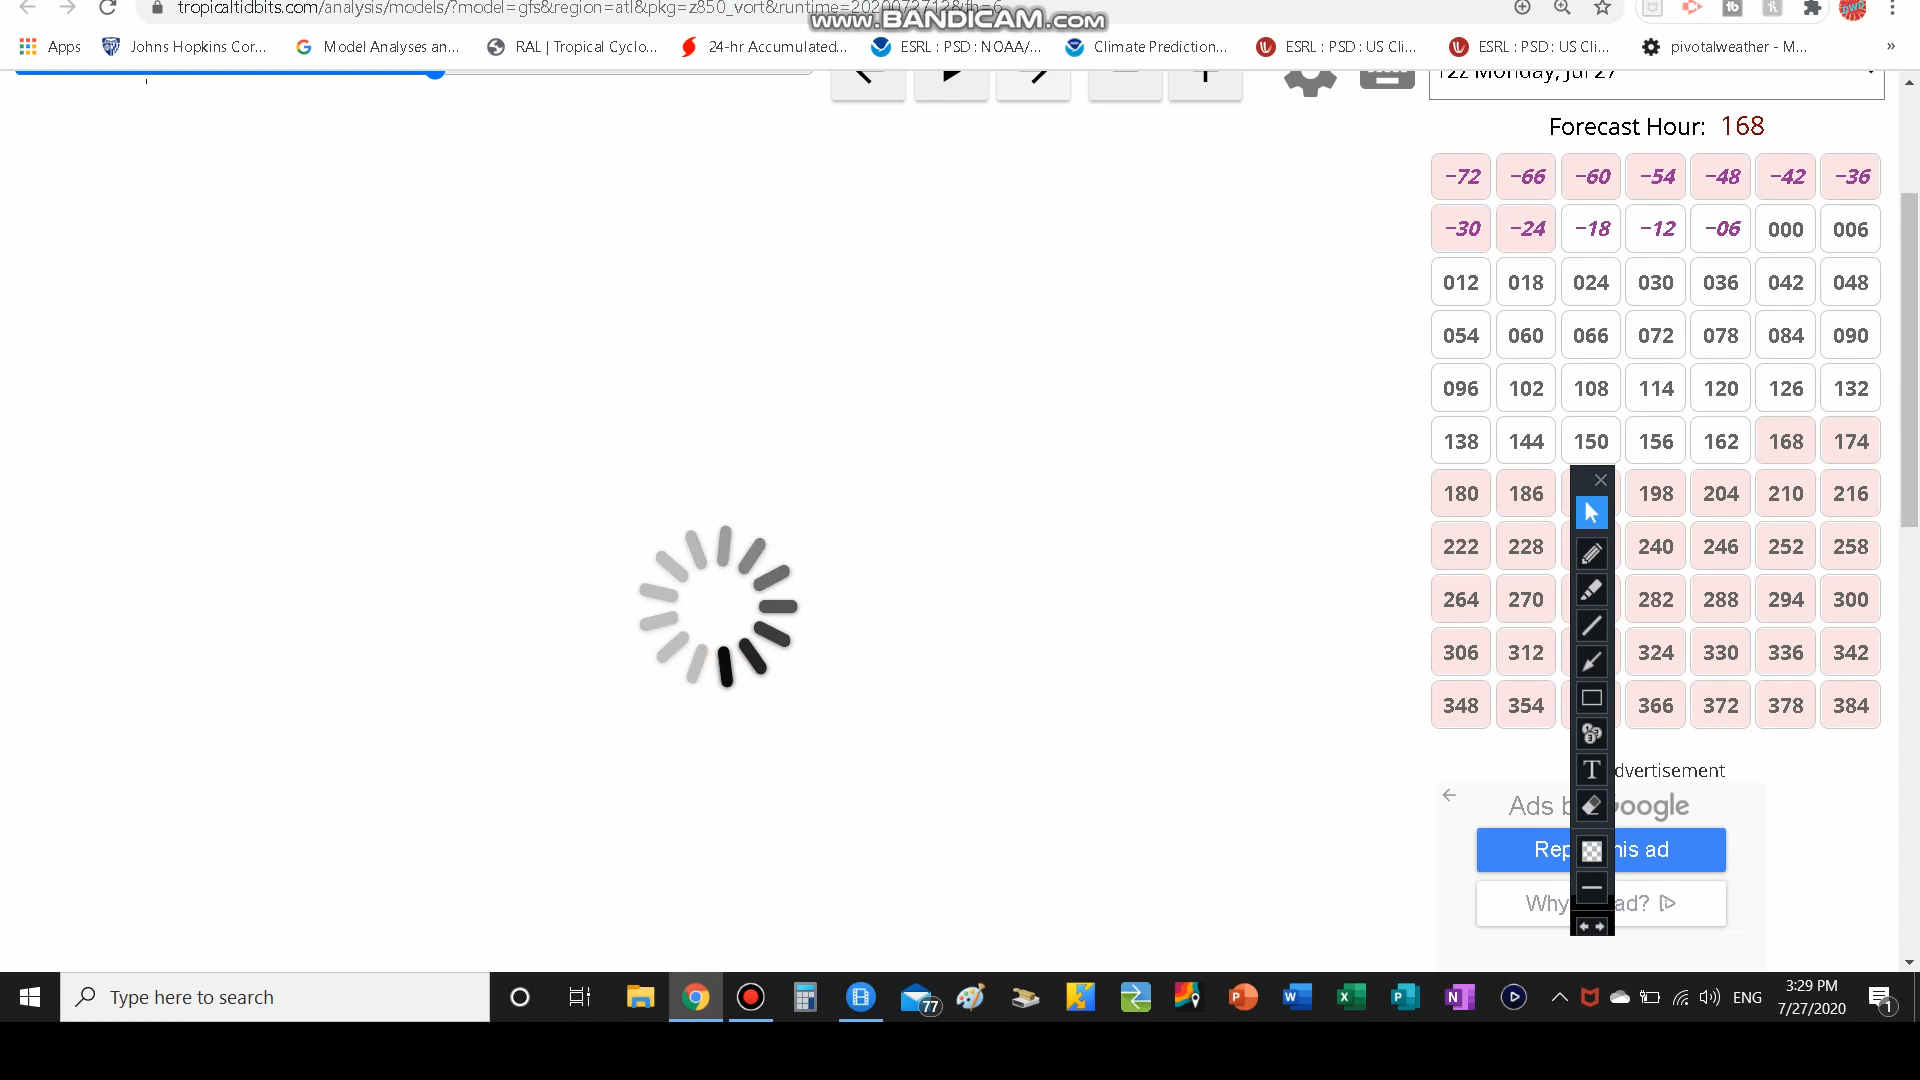 tropicaltidbits.com/analysis/models/?model=gfs&region=atl&pkg=z850_vort&runtime=2020072712&fh=6
www.BANDICAM.com
Apps Johns Hopkins Cor... Model Analyses an... RAL | Tropical Cyclo... 24-hr Accumulated... ESRL : PSD : NOAA/... Climate Prediction... ESRL : PSD : US Cli... ESRL : PSD : US Cli... pivotalweather - M... »
12z Monday, Jul 27
Forecast Hour: 168
−72 −66 −60 −54 −48 −42 −36
−30 −24 −18 −12 −06 000 006
012 018 024 030 036 042 048
054 060 066 072 078 084 090
096 102 108 114 120 126 132
138 144 150 156 162 168 174
180 186 198 204 210 216
222 228 240 246 252 258
264 270 282 288 294 300
306 312 324 330 336 342
348 354 366 372 378 384
dvertisement
Ads b oogle
Rep his ad
Why ad?
Type here to search 77 ENG 3:29 PM
7/27/2020 1